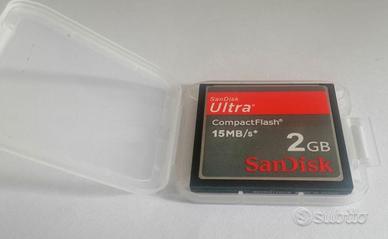 SanDisk
Ultra®
CompactFlash®
15MB/s*
2GB
SanDisk
subito